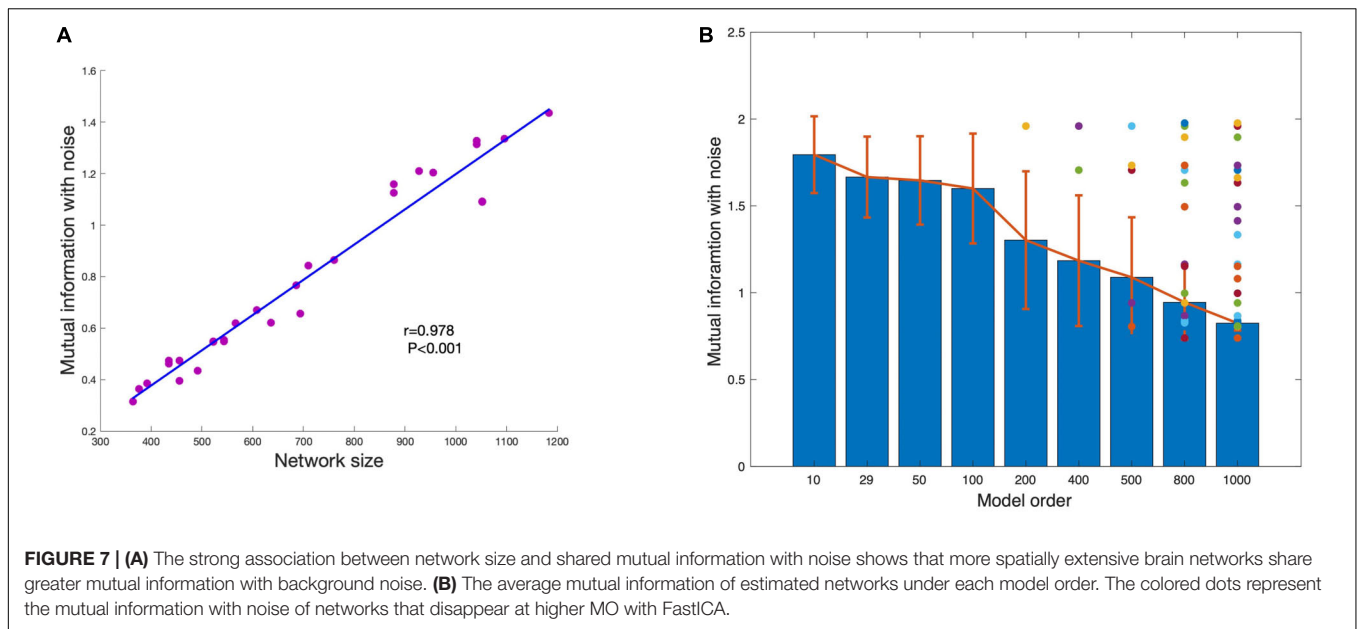 A
1.6
1.4
1.2
1
0.8
0.6
0.4
0.2
Mutual information with noise
r=0.978
P<0.001
300 400 500 600 700 800 900 1000 1100 1200
Network size
B
2.5
2
1.5
1
0.5
0
Mutual inforamtion with noise
10 29 50 100 200 400 500 800 1000
Model order
FIGURE 7 | (A) The strong association between network size and shared mutual information with noise shows that more spatially extensive brain networks share
greater mutual information with background noise. (B) The average mutual information of estimated networks under each model order. The colored dots represent
the mutual information with noise of networks that disappear at higher MO with FastICA.